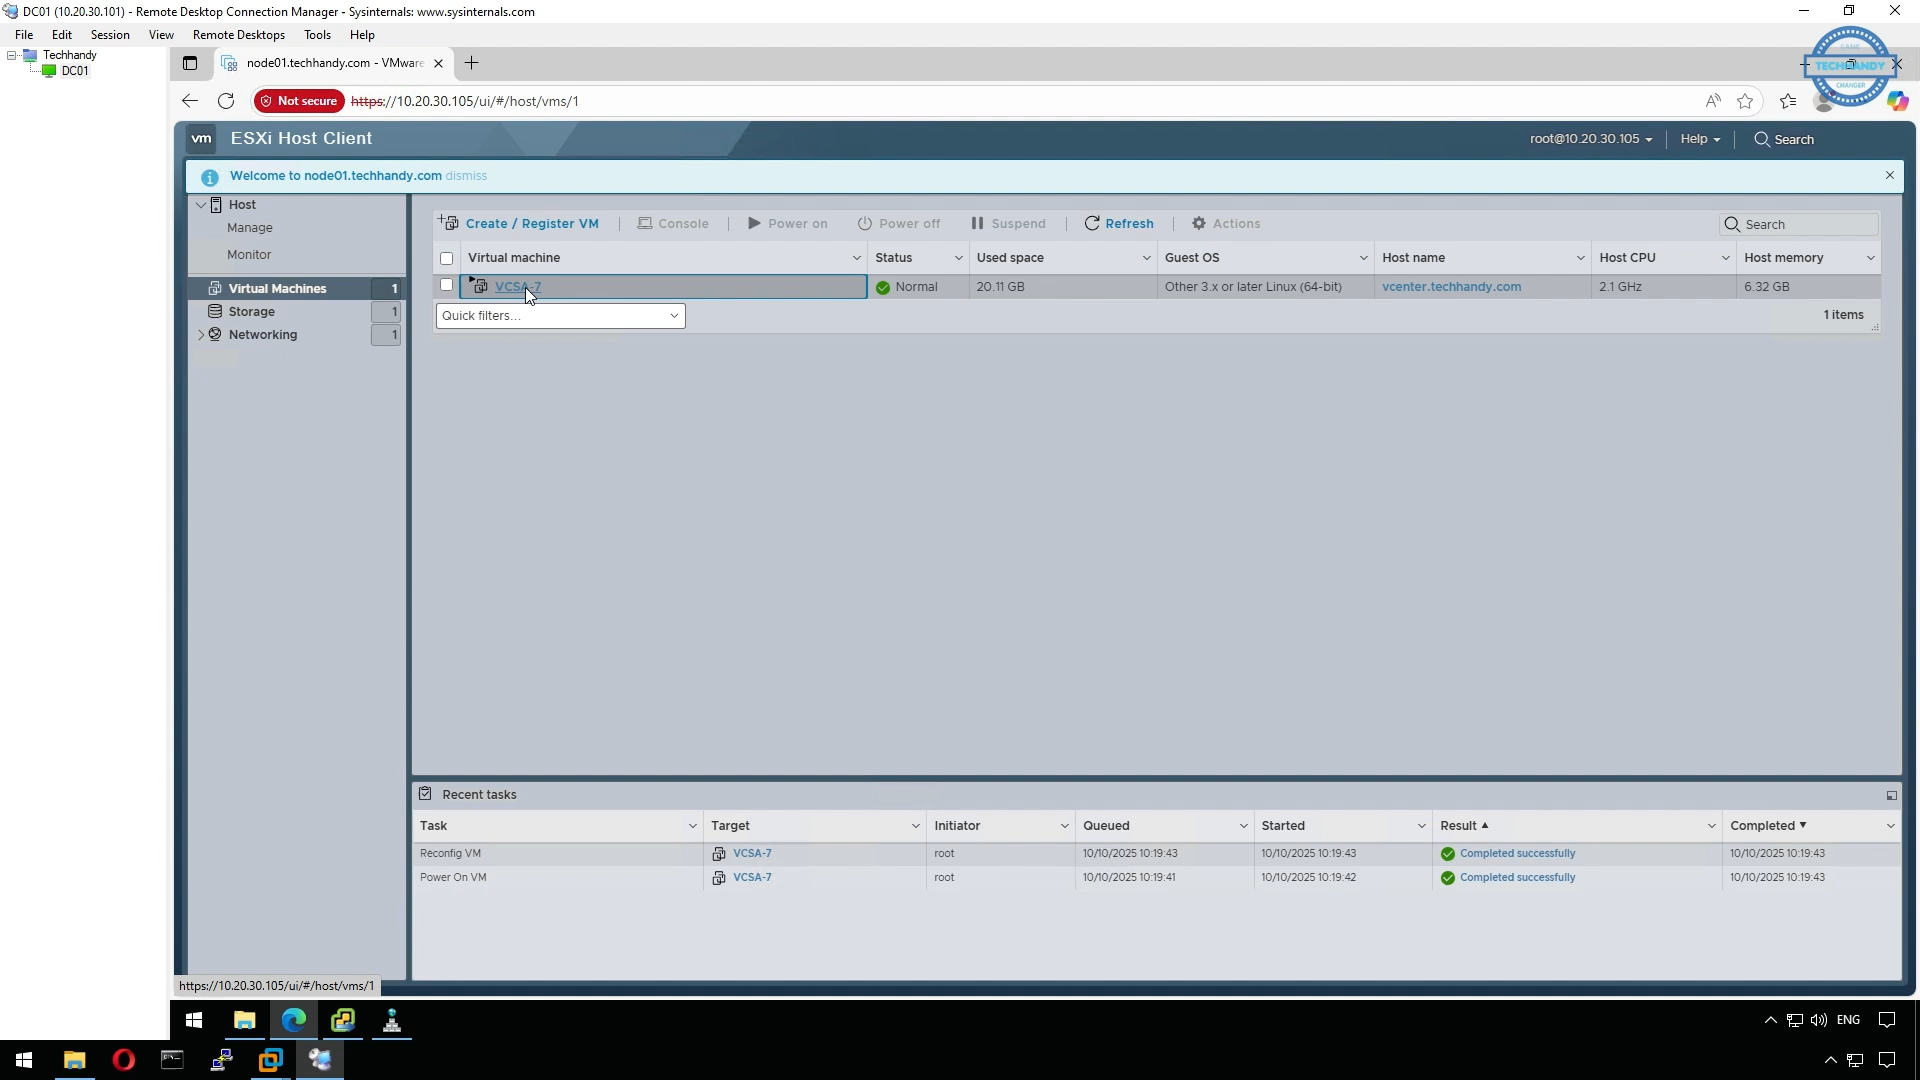 DC01 (10.20.30.101) - Remote Desktop Connection Manager - Sysinternals: www.sysinternals.com
File Edit Session View Remote Desktops Tools Help
Techhandy
DC01
node01.techhandy.com - VMware
GAME
TECHHANDY
CHANGER
Not secure https://10.20.30.105/ui/#/host/vms/1
vm ESXi Host Client
root@10.20.30.105 Help Search
Welcome to node01.techhandy.com dismiss
Host
Manage
Monitor
Virtual Machines 1
Storage 1
Networking 1
Create / Register VM Console Power on Power off Suspend Refresh Actions Search
Virtual machine Status Used space Guest OS Host name Host CPU Host memory
VCSA-7 Normal 20.11 GB Other 3.x or later Linux (64-bit) vcenter.techhandy.com 2.1 GHz 6.32 GB
Quick filters... 1 items
Recent tasks
Task Target Initiator Queued Started Result Completed
Reconfig VM VCSA-7 root 10/10/2025 10:19:43 10/10/2025 10:19:43 Completed successfully 10/10/2025 10:19:43
Power On VM VCSA-7 root 10/10/2025 10:19:41 10/10/2025 10:19:42 Completed successfully 10/10/2025 10:19:43
https://10.20.30.105/ui/#/host/vms/1
ENG